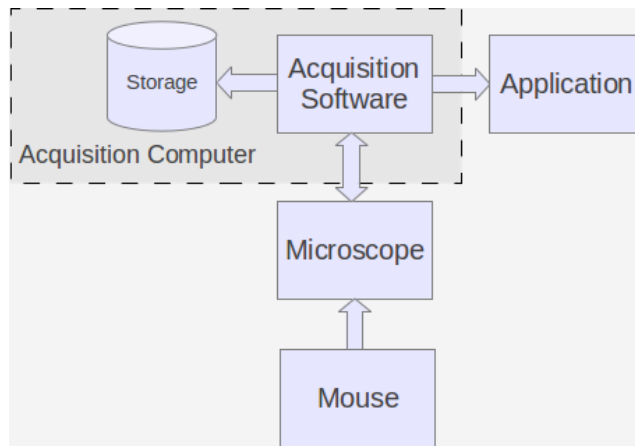 Storage
Acquisition
Software
Application
Acquisition Computer
Microscope
Mouse